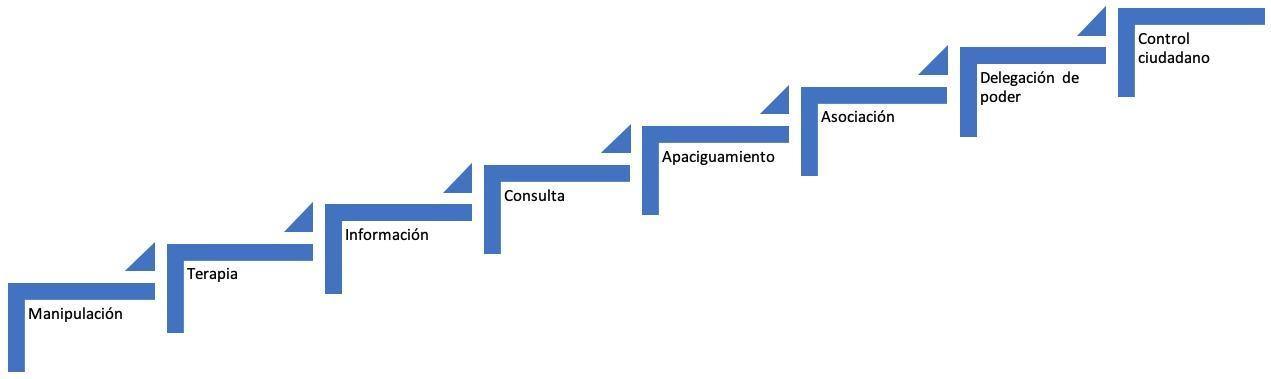 Manipulación
Terapia
Información
Consulta
Apaciguamiento
Asociación
Delegación de
poder
Control
ciudadano